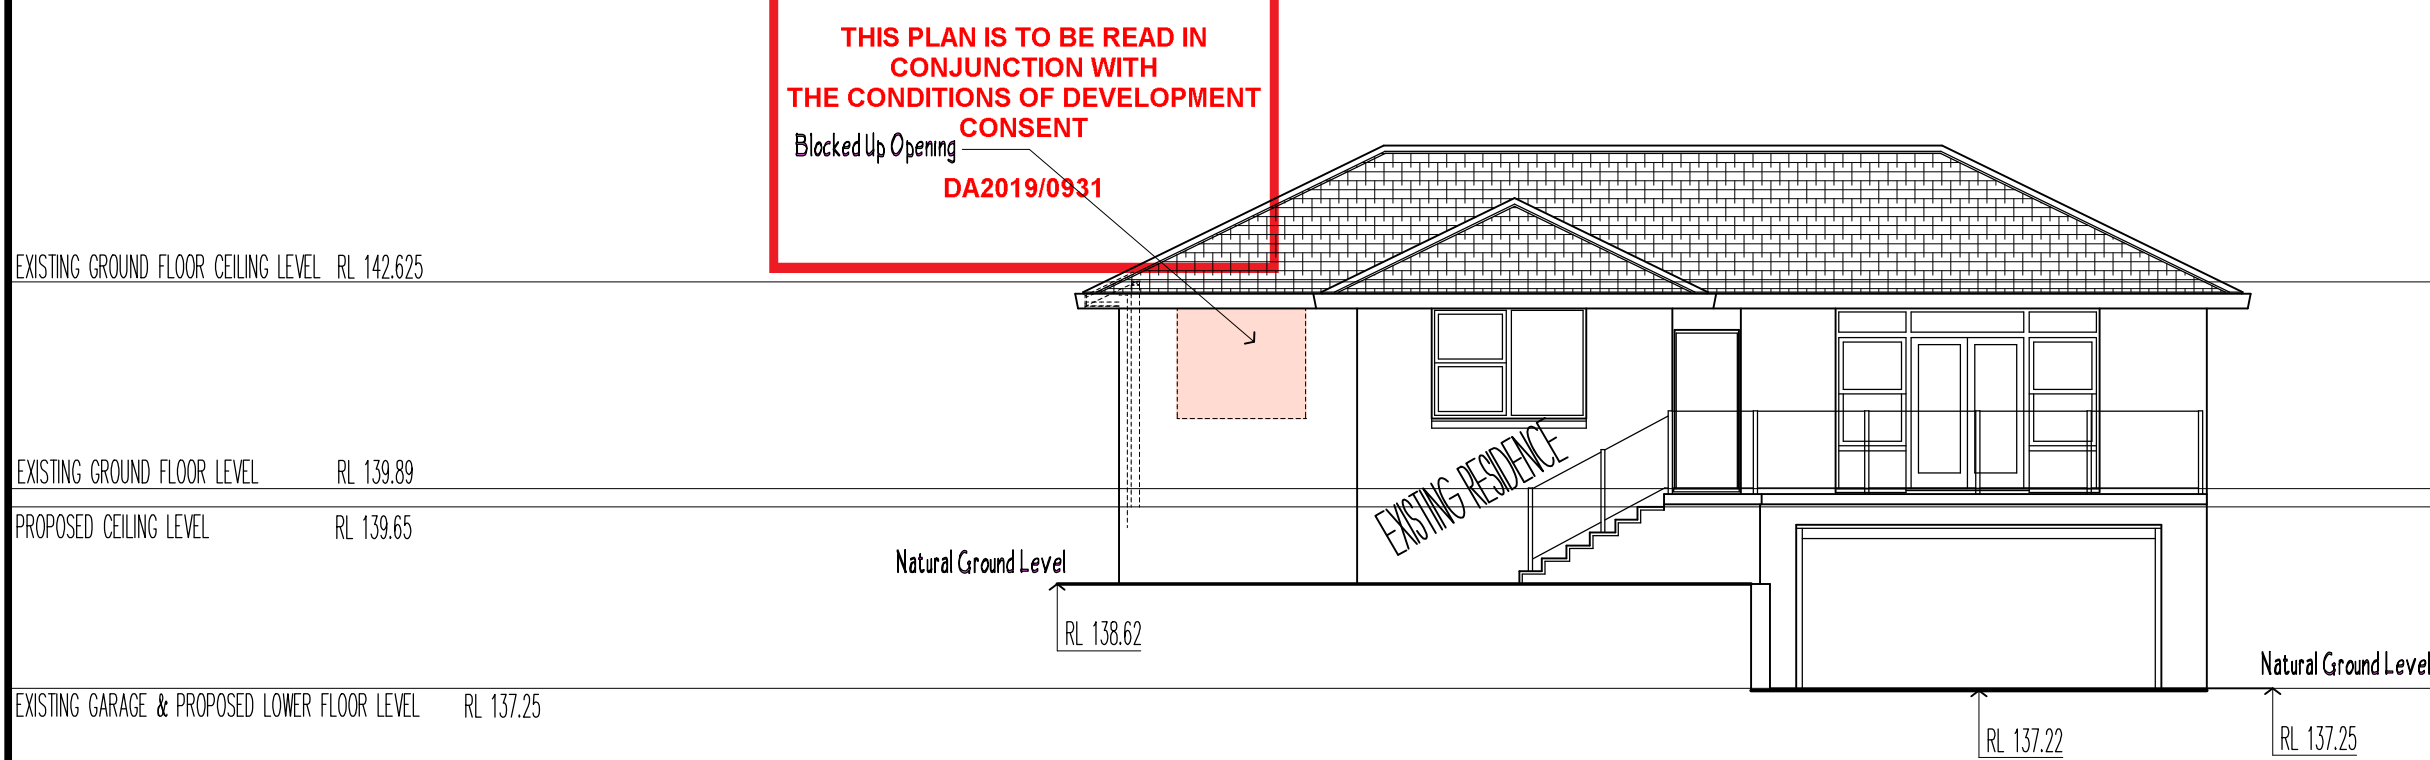 THIS PLAN IS TO BE READ IN
CONJUNCTION WITH
THE CONDITIONS OF DEVELOPMENT
CONSENT
Blocked Up Opening
DA2019/0931
EXISTING GROUND FLOOR CEILING LEVEL RL 142.625
EXISTING GROUND FLOOR LEVEL RL 139.89
EXISTING RESIDENCE
PROPOSED CEILING LEVEL RL 139.65
Natural Ground Level
RL 138.62
Natural Ground Level
EXISTING GARAGE & PROPOSED LOWER FLOOR LEVEL RL 137.25
RL 137.22
RL 137.25